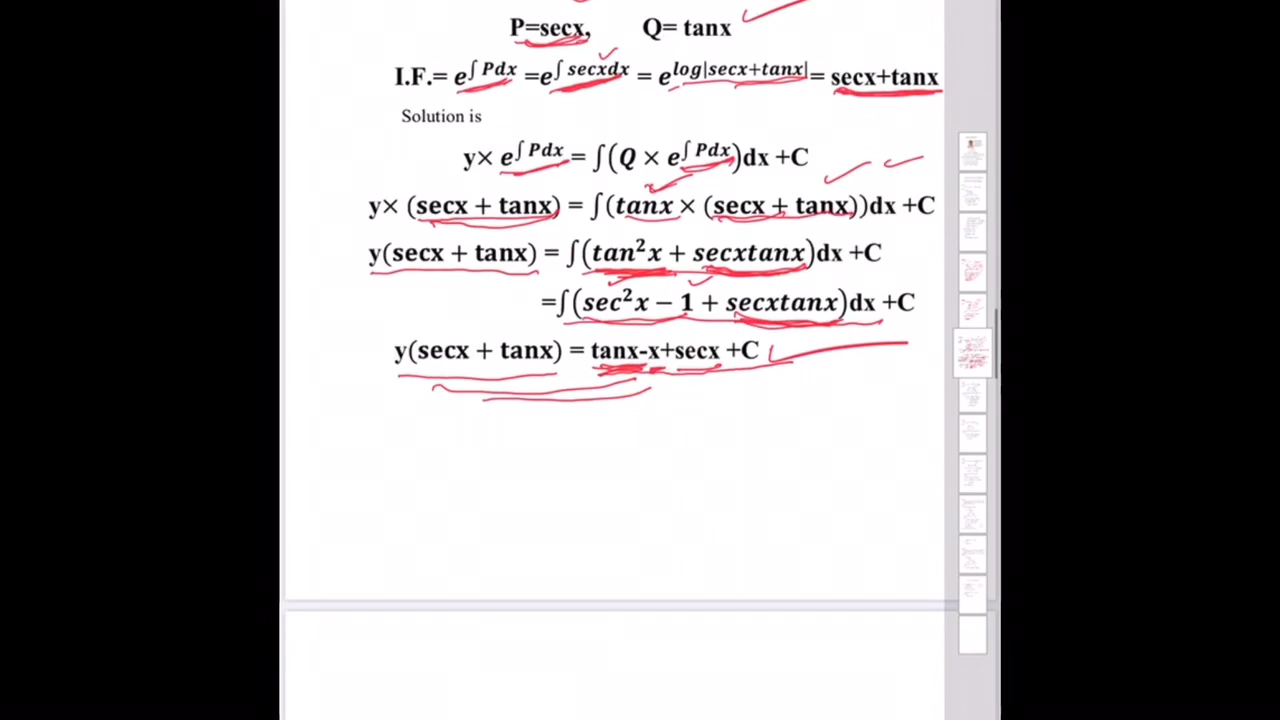 P=secx, Q= tanx
I.F.= e^{∫ Pdx} =e^{∫ secxdx} = e^{log|secx+tanx|}= secx+tanx
Solution is
y× e^{∫ Pdx} = ∫(Q × e^{∫ Pdx})dx +C
y× (secx + tanx) = ∫(tanx × (secx + tanx))dx +C
y(secx + tanx) = ∫(tan²x + secxtanx)dx +C
=∫(sec²x − 1 + secxtanx)dx +C
y(secx + tanx) = tanx-x+secx +C